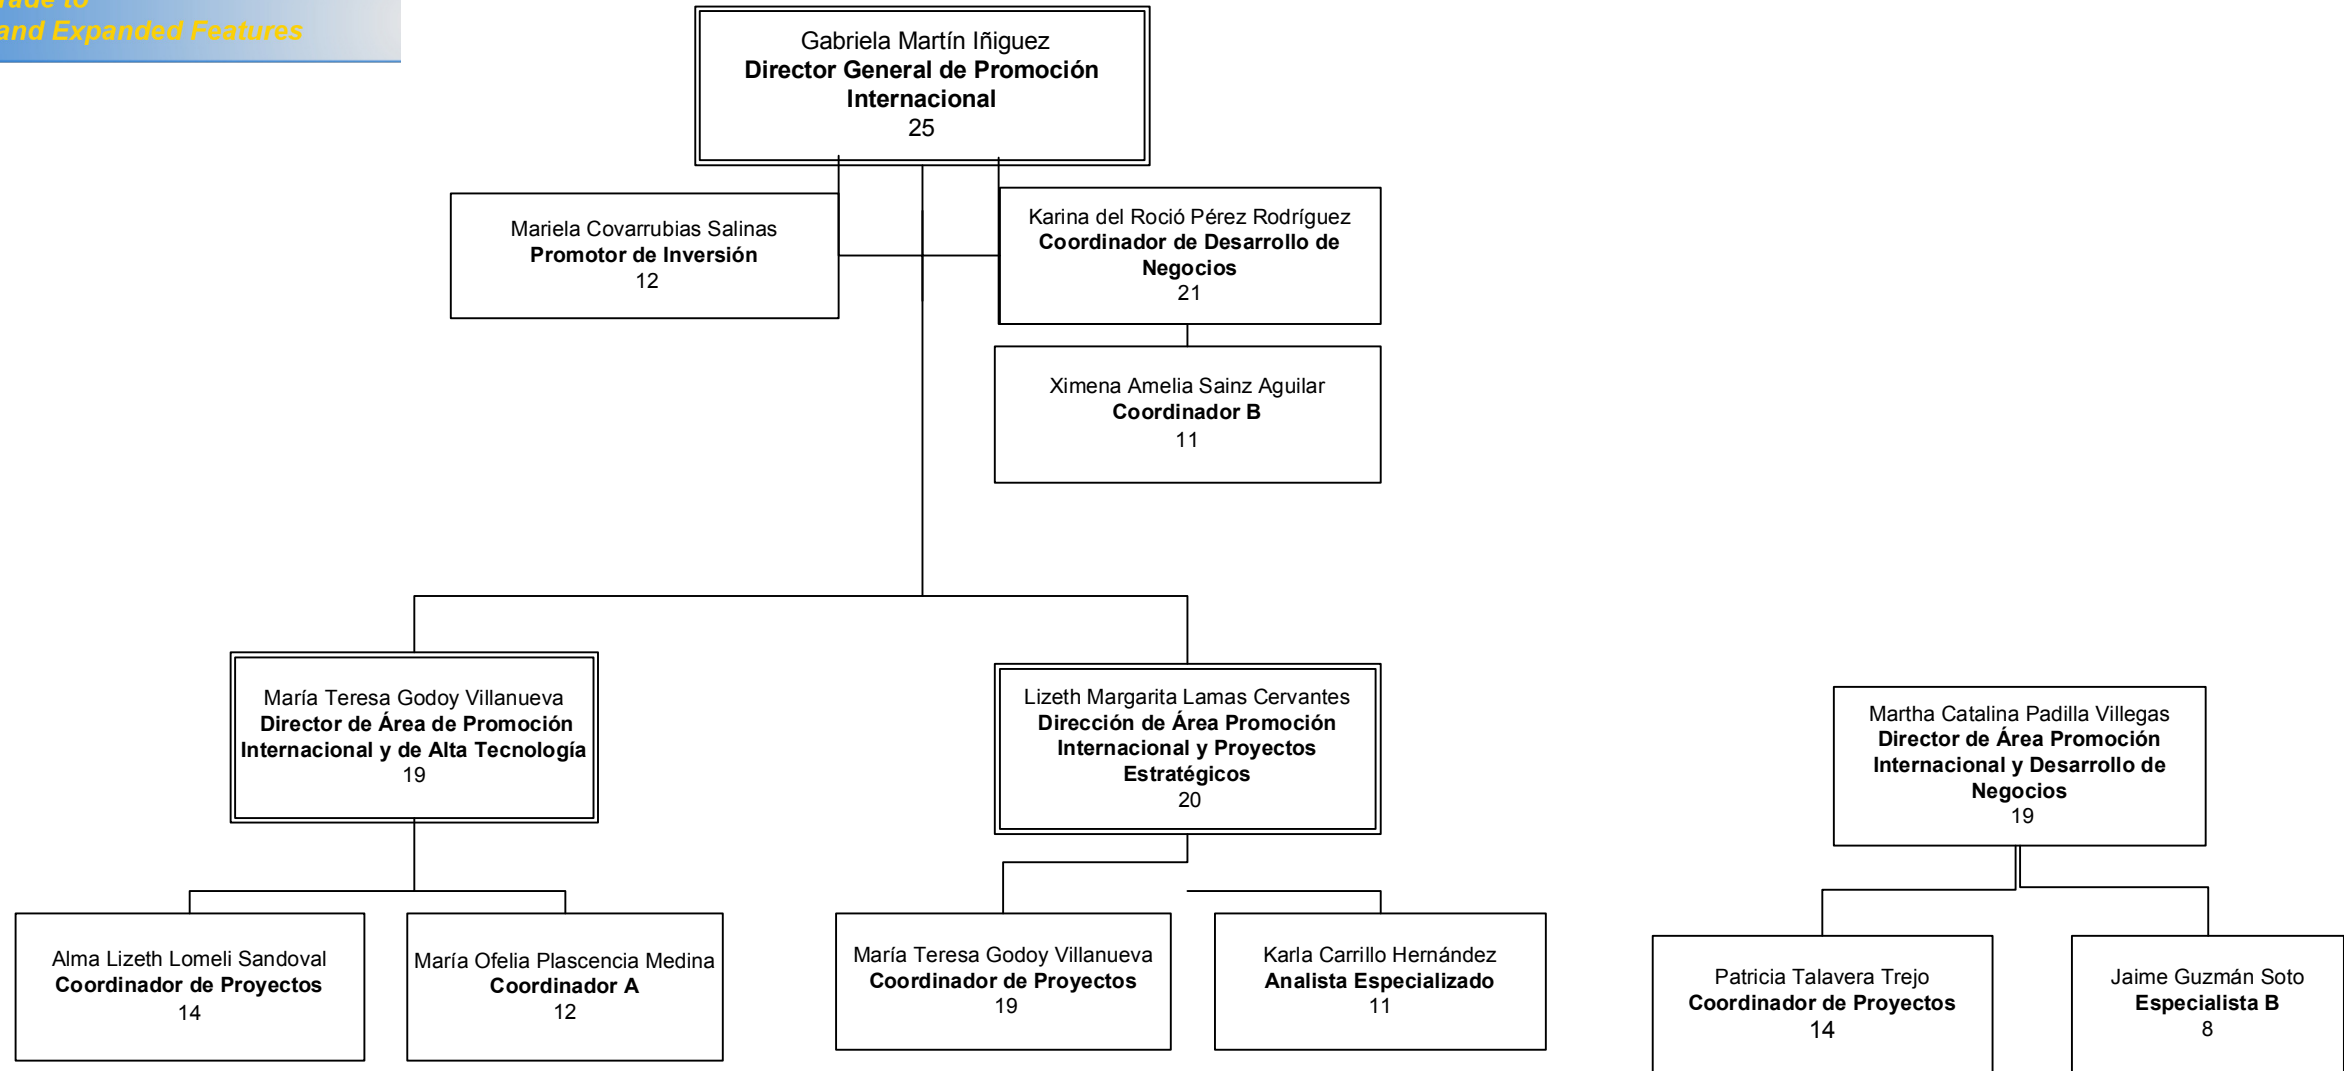 and Expanded Features
Gabriela Martín Iñiguez
Director General de Promoción
Internacional
25
Mariela Covarrubias Salinas
Promotor de Inversión
12
Karina del Roció Pérez Rodríguez
Coordinador de Desarrollo de
Negocios
21
Ximena Amelia Sainz Aguilar
Coordinador B
11
María Teresa Godoy Villanueva
Director de Área de Promoción
Internacional y de Alta Tecnología
19
Lizeth Margarita Lamas Cervantes
Dirección de Área Promoción
Internacional y Proyectos
Estratégicos
20
Martha Catalina Padilla Villegas
Director de Área Promoción
Internacional y Desarrollo de
Negocios
19
Alma Lizeth Lomeli Sandoval
Coordinador de Proyectos
14
María Ofelia Plascencia Medina
Coordinador A
12
María Teresa Godoy Villanueva
Coordinador de Proyectos
19
Karla Carrillo Hernández
Analista Especializado
11
Patricia Talavera Trejo
Coordinador de Proyectos
14
Jaime Guzmán Soto
Especialista B
8